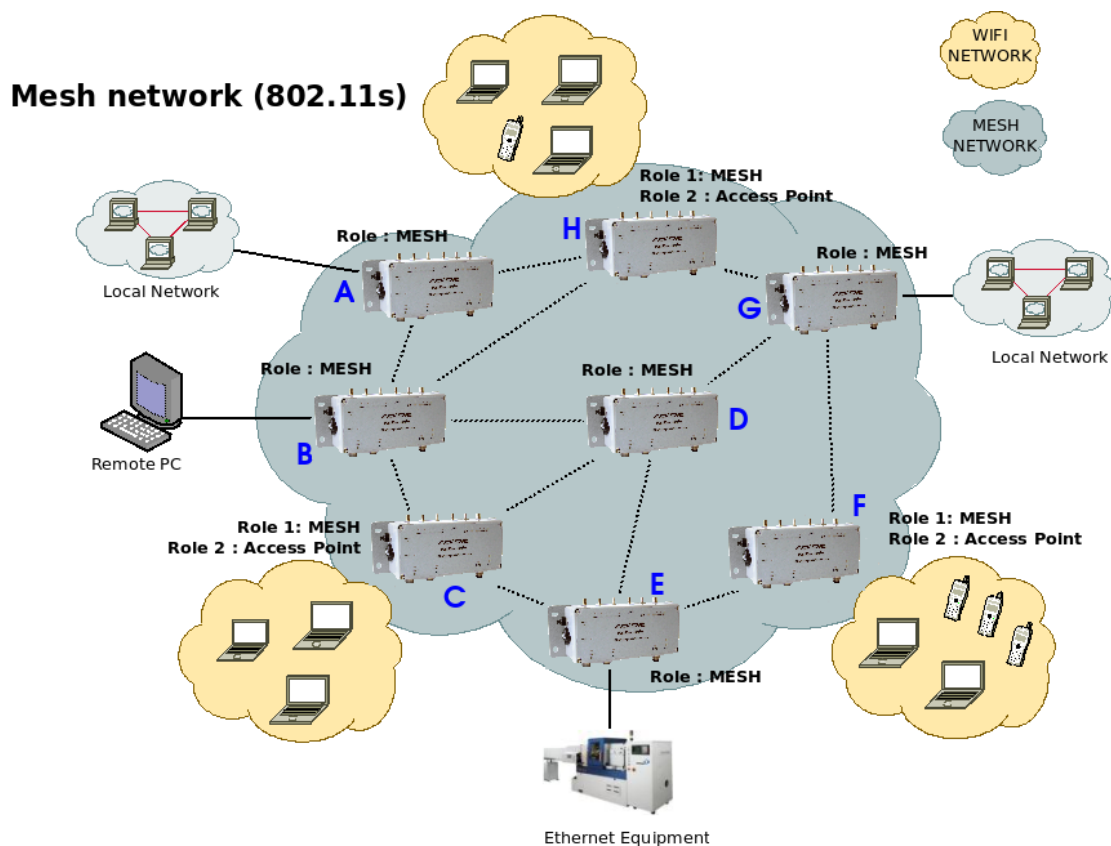 WIFI
NETWORK
Mesh network (802.11s)
MESH
NETWORK
Role 1: MESH
Role 2 : Access Point
H
Role : MESH
A
Local Network
Role : MESH
G
Local Network
Role : MESH
B
Remote PC
Role : MESH
D
Role 1: MESH
Role 2 : Access Point
C
F
Role 1: MESH
Role 2 : Access Point
E
Role : MESH
Ethernet Equipment